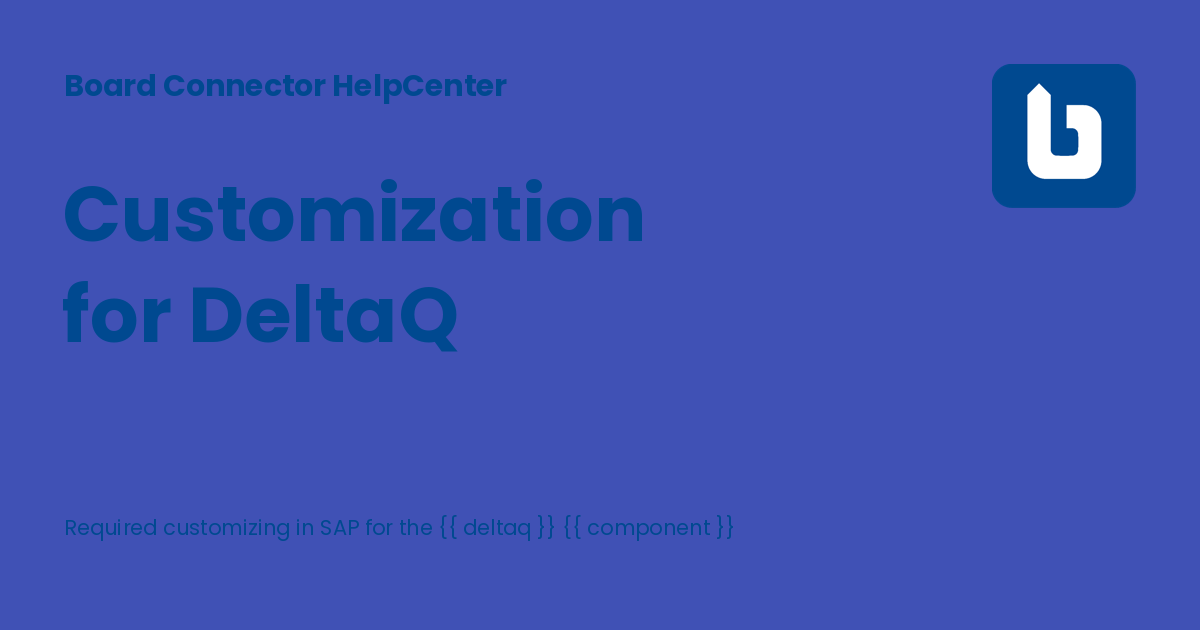 Board Connector HelpCenter
Customization
for DeltaQ
Required customizing in SAP for the {{ deltaq }} {{ component }}